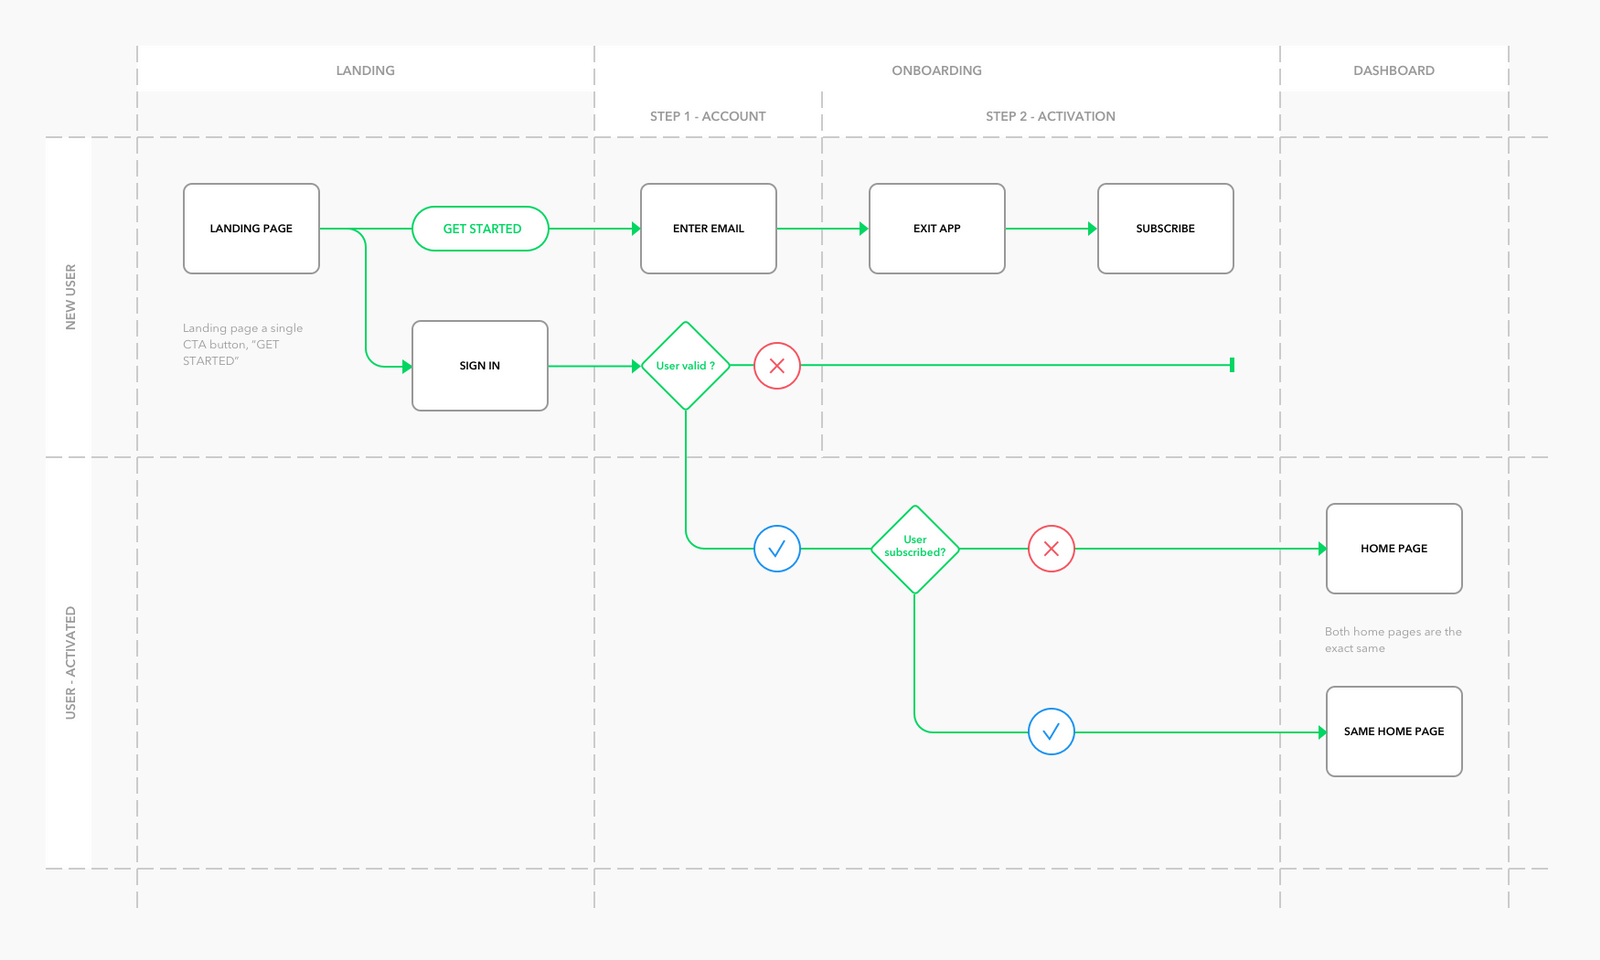 LANDING
ONBOARDING
DASHBOARD
STEP 1 - ACCOUNT
STEP 2 - ACTIVATION
NEW USER
LANDING PAGE
GET STARTED
ENTER EMAIL
EXIT APP
SUBSCRIBE
Landing page a single
CTA button, "GET
STARTED"
SIGN IN
User valid ?
USER - ACTIVATED
User
subscribed?
HOME PAGE
Both home pages are the
exact same
SAME HOME PAGE